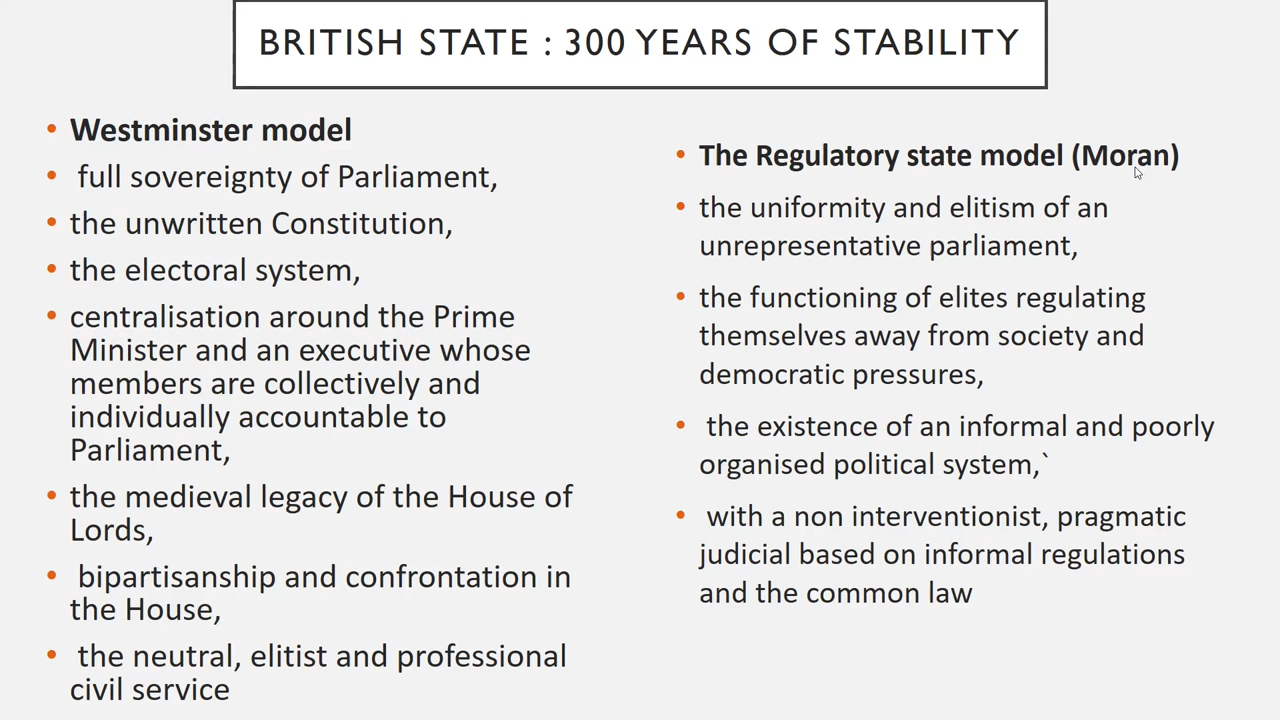 BRITISH STATE : 300 YEARS OF STABILITY
• Westminster model
• full sovereignty of Parliament,
• the unwritten Constitution,
• the electoral system,
• centralisation around the Prime
Minister and an executive whose
members are collectively and
individually accountable to
Parliament,
• the medieval legacy of the House of
Lords,
• bipartisanship and confrontation in
the House,
• the neutral, elitist and professional
civil service
• The Regulatory state model (Moran)
• the uniformity and elitism of an
unrepresentative parliament,
• the functioning of elites regulating
themselves away from society and
democratic pressures,
• the existence of an informal and poorly
organised political system,`
• with a non interventionist, pragmatic
judicial based on informal regulations
and the common law